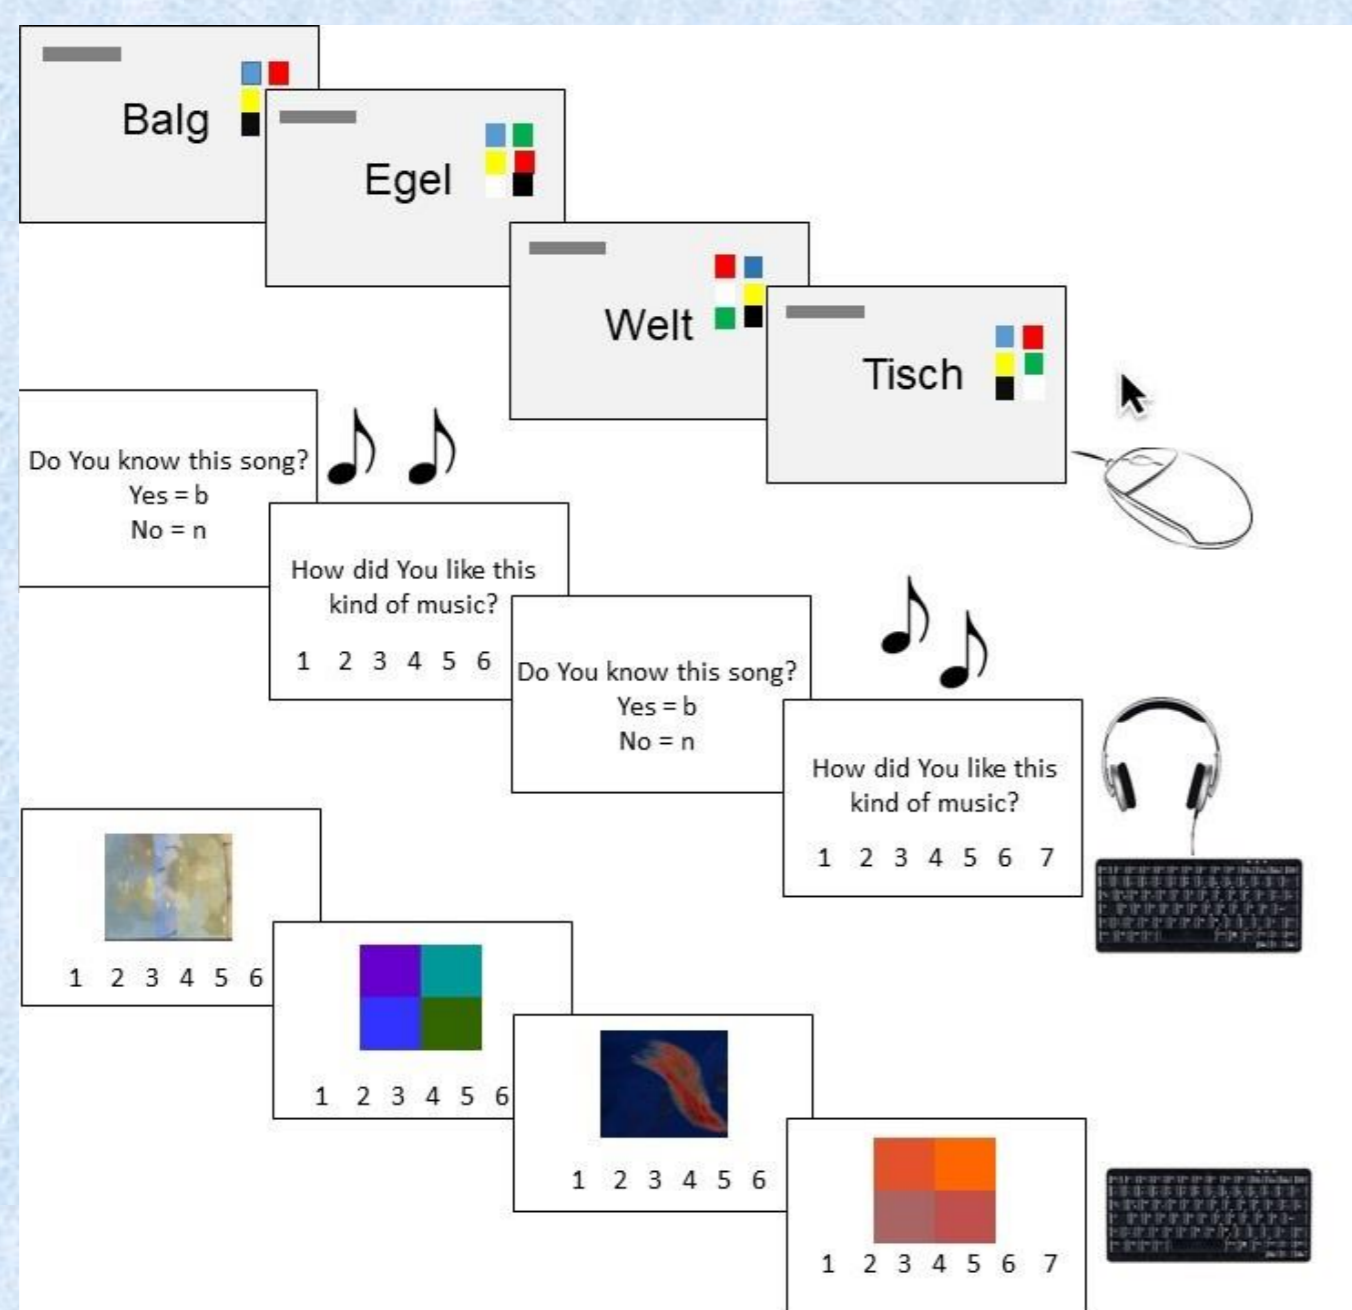 Balg
Egel
Welt
Tisch
Do You know this song?
Yes = b
No = n
How did You like this
kind of music?
1 2 3 4 5 6
Do You know this song?
Yes = b
No = n
How did You like this
kind of music?
1 2 3 4 5 6 7
1 2 3 4 5 6
1 2 3 4 5 6
1 2 3 4 5 6
1 2 3 4 5 6 7